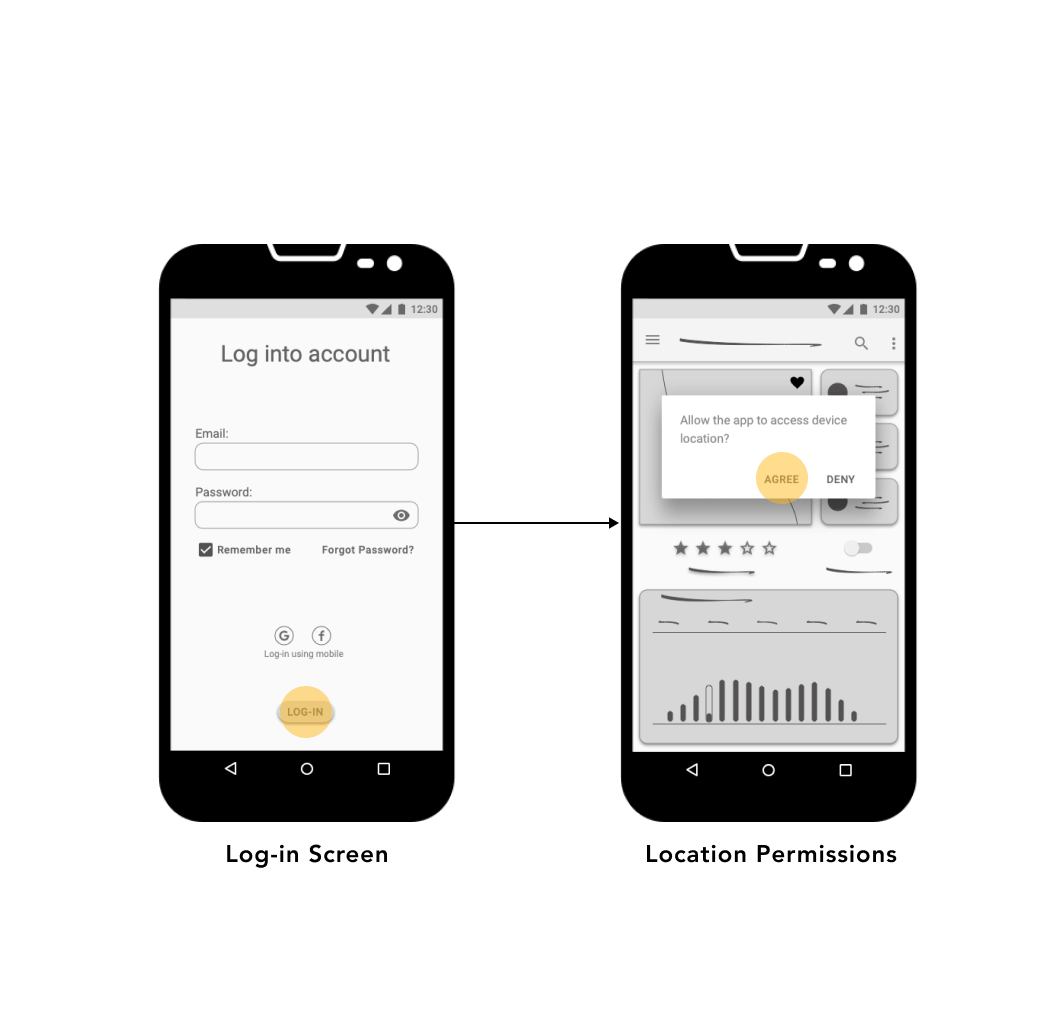 12:30
Log into account
Email:
Password:
Remember me
Forgot Password?
G f
Log-in using mobile
LOG-IN
Log-in Screen
12:30
Allow the app to access device
location?
AGREE DENY
Location Permissions